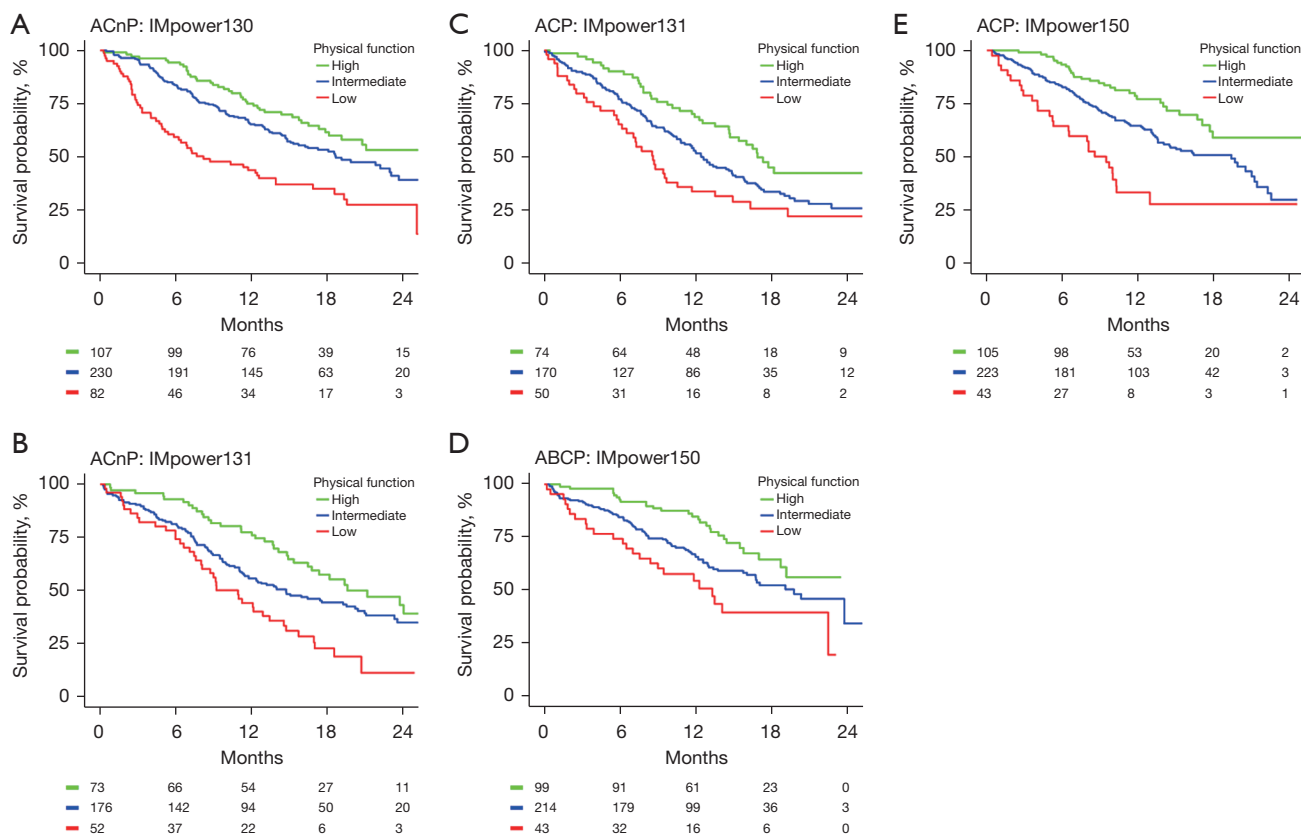 A
ACnP: IMpower130
Physical function
High
Intermediate
Low
Survival probability, %
100
75
50
25
0
0 6 12 18 24
Months
107 99 76 39 15
230 191 145 63 20
82 46 34 17 3
B
ACnP: IMpower131
Physical function
High
Intermediate
Low
Survival probability, %
100
75
50
25
0
0 6 12 18 24
Months
73 66 54 27 11
176 142 94 50 20
52 37 22 6 3
C
ACP: IMpower131
Physical function
High
Intermediate
Low
Survival probability, %
100
75
50
25
0
0 6 12 18 24
Months
74 64 48 18 9
170 127 86 35 12
50 31 16 8 2
D
ABCP: IMpower150
Physical function
High
Intermediate
Low
Survival probability, %
100
75
50
25
0
0 6 12 18 24
Months
99 91 61 23 0
214 179 99 36 3
43 32 16 6 0
E
ACP: IMpower150
Physical function
High
Intermediate
Low
Survival probability, %
100
75
50
25
0
0 6 12 18 24
Months
105 98 53 20 2
223 181 103 42 3
43 27 8 3 1